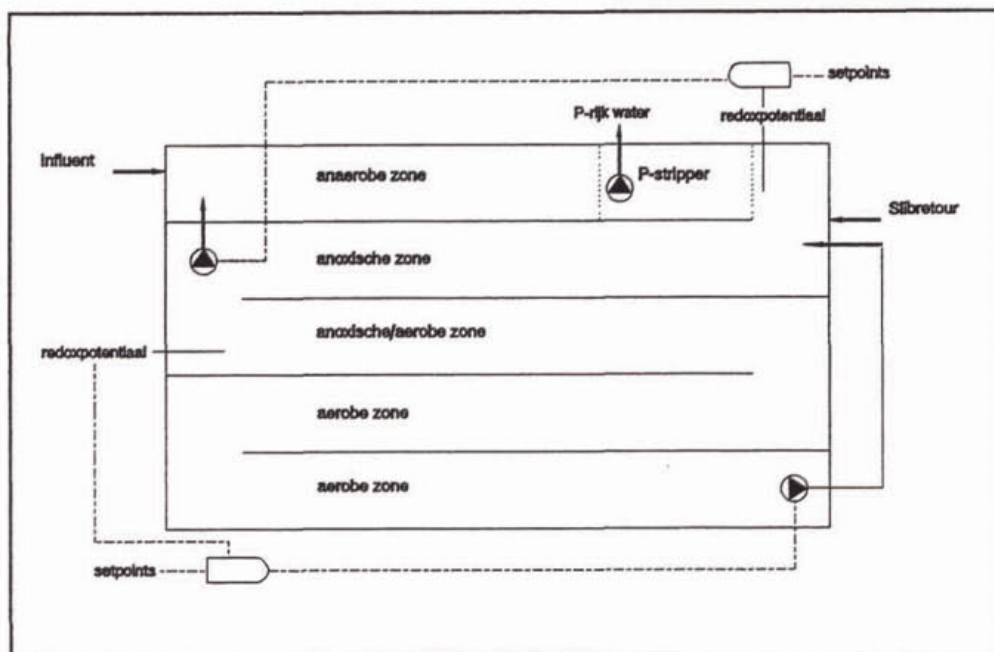 setpoints
P-rijk water
redoxpotentiaal
Influent
anaerobe zone
P-stripper
Slibretour
anoxische zone
anoxische/aerobe zone
redoxpotentiaal
aerobe zone
aerobe zone
setpoints